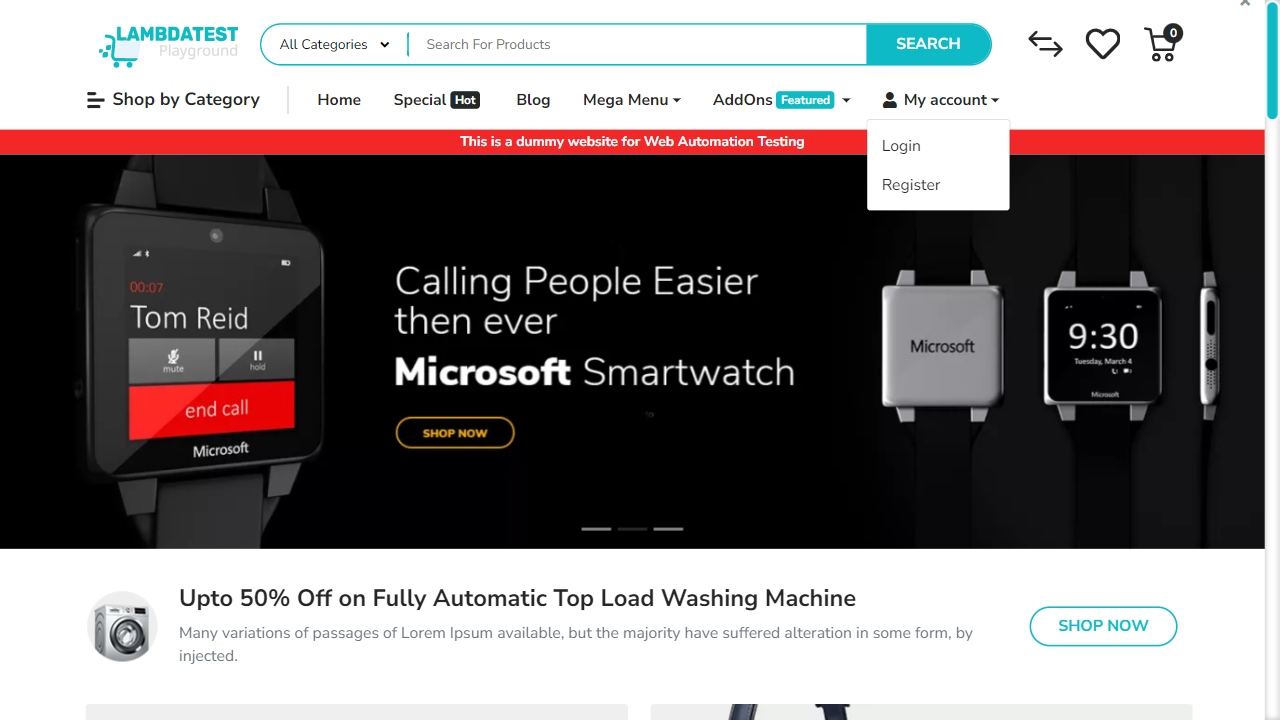 LAMBDATEST
Playground
All Categories
Search For Products
SEARCH
0
Shop by Category
Home
Special Hot
Blog
Mega Menu
AddOns Featured
My account
This is a dummy website for Web Automation Testing
Login
Register
00:07
Tom Reid
mute
hold
end call
Microsoft
Calling People Easier
then ever
Microsoft Smartwatch
SHOP NOW
Microsoft
9:30
Tuesday, March 4
Microsoft
Upto 50% Off on Fully Automatic Top Load Washing Machine
Many variations of passages of Lorem Ipsum available, but the majority have suffered alteration in some form, by
injected.
SHOP NOW